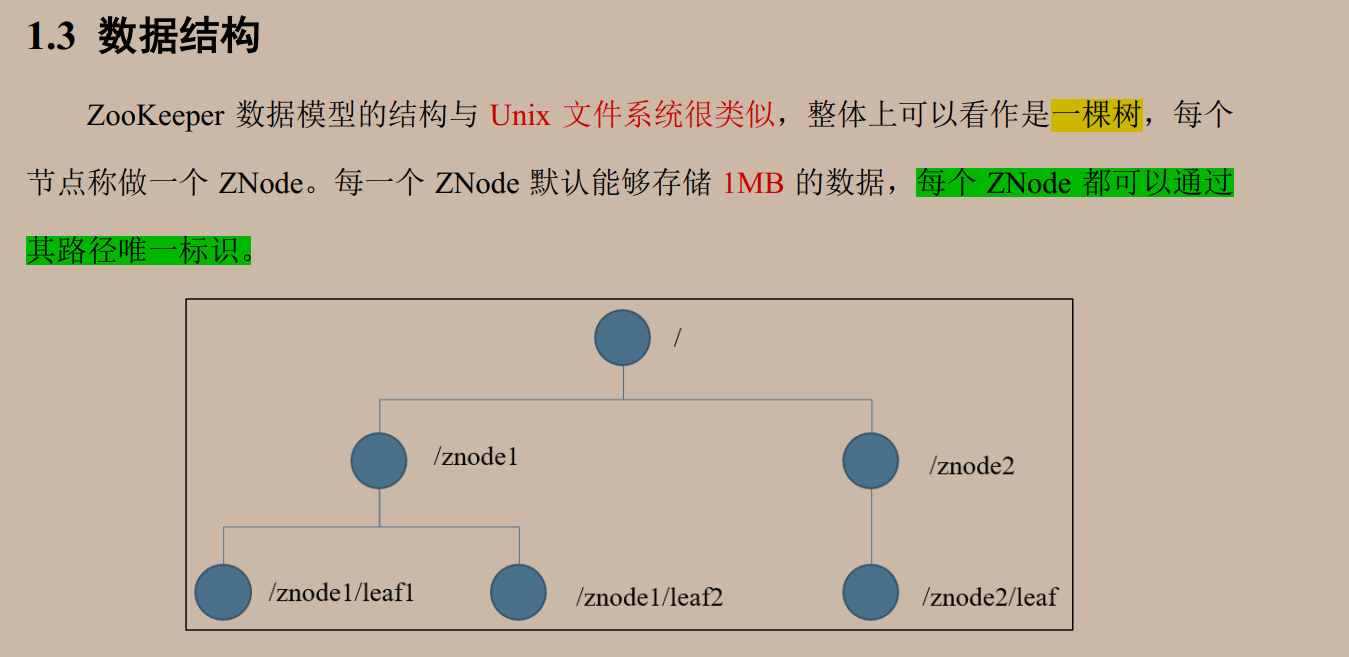 1.3 数据结构
ZooKeeper 数据模型的结构与 Unix 文件系统很类似，整体上可以看作是一棵树，每个
节点称做一个 ZNode。每一个 ZNode 默认能够存储 1MB 的数据，每个 ZNode 都可以通过
其路径唯一标识。
/
/znode1
/znode2
/znode1/leaf1
/znode1/leaf2
/znode2/leaf